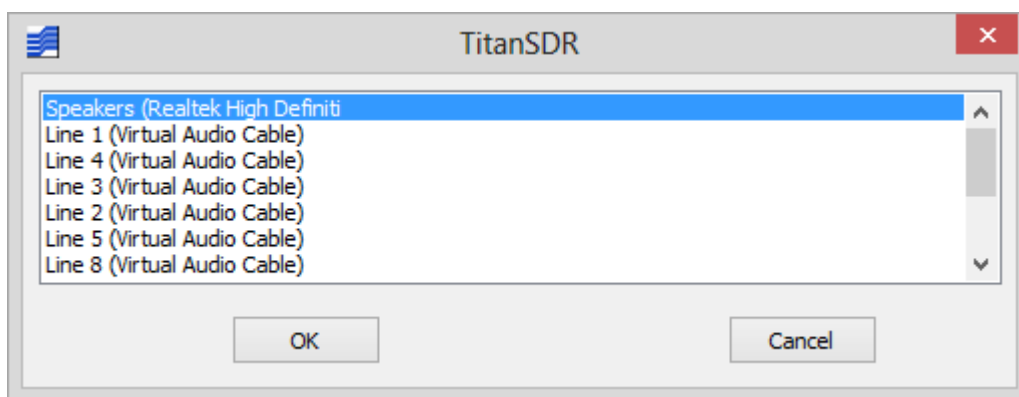 TitanSDR
Speakers (Realtek High Definiti
Line 1 (Virtual Audio Cable)
Line 4 (Virtual Audio Cable)
Line 3 (Virtual Audio Cable)
Line 2 (Virtual Audio Cable)
Line 5 (Virtual Audio Cable)
Line 8 (Virtual Audio Cable)
OK Cancel